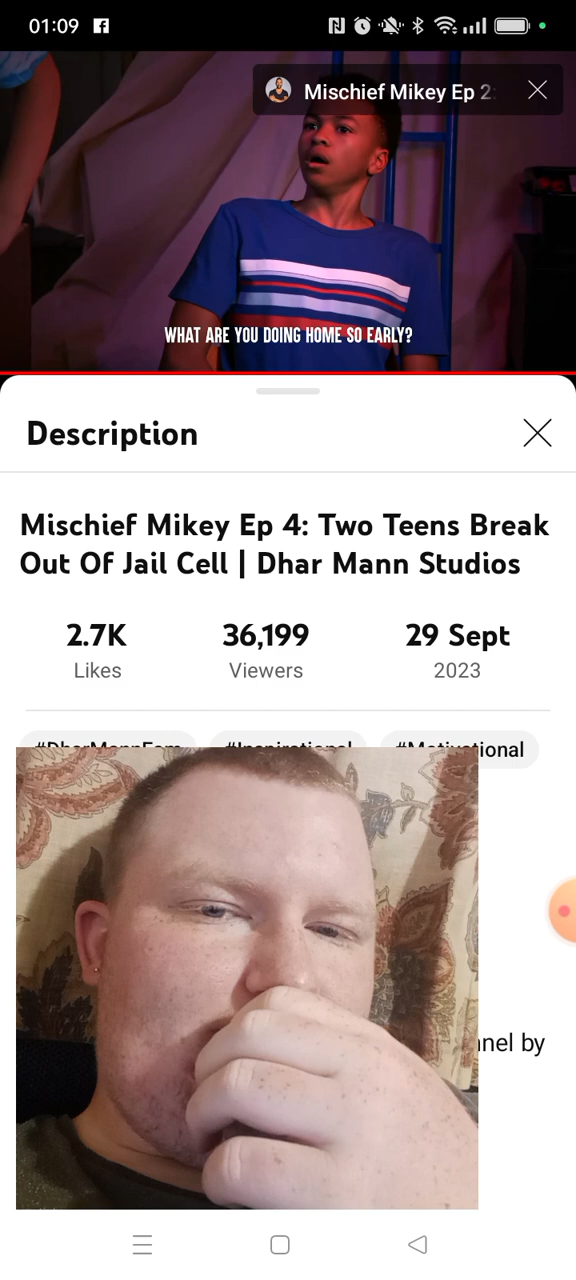 01:09
Mischief Mikey Ep 2
WHAT ARE YOU DOING HOME SO EARLY?
Description
Mischief Mikey Ep 4: Two Teens Break
Out Of Jail Cell | Dhar Mann Studios
2.7K 36,199 29 Sept
Likes Viewers 2023
#DharMannFam #Inspirational #Motivational
by